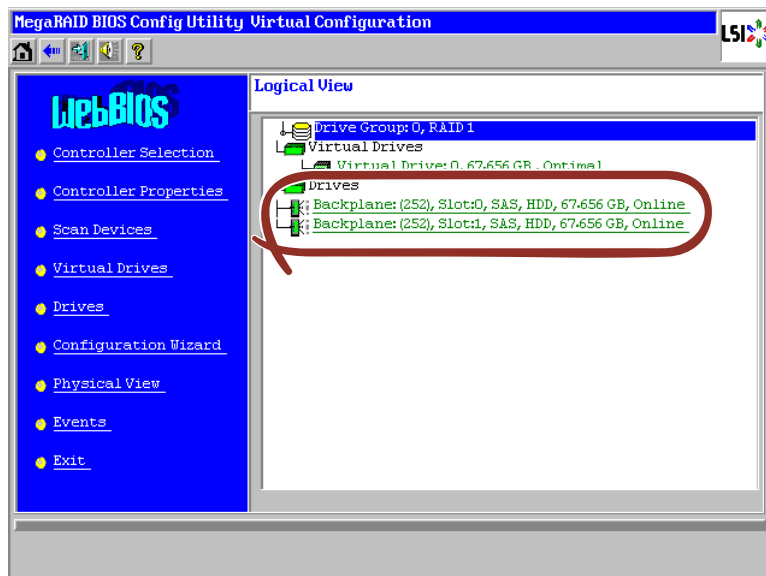 MegaRAID BIOS Config Utility Virtual Configuration
LSI
WebBIOS
Controller Selection
Controller Properties
Scan Devices
Virtual Drives
Drives
Configuration Wizard
Physical View
Events
Exit
Logical View
Drive Group: 0, RAID 1
Virtual Drives
Virtual Drive: 0, 67.656 GB, Optimal
Drives
Backplane: (252), Slot:0, SAS, HDD, 67.656 GB, Online
Backplane: (252), Slot:1, SAS, HDD, 67.656 GB, Online